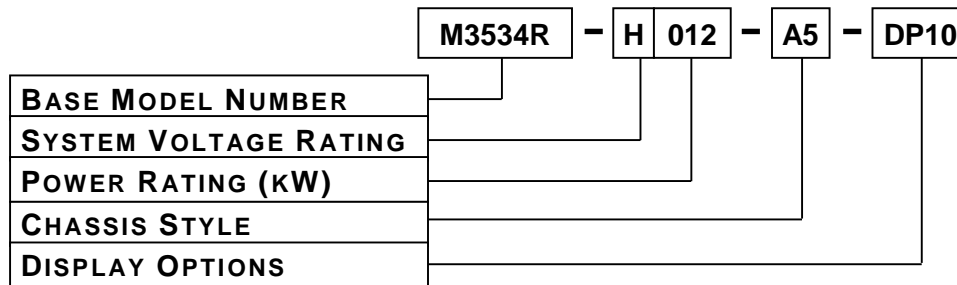 M3534R – H 012 – A5 – DP10
BASE MODEL NUMBER
SYSTEM VOLTAGE RATING
POWER RATING (KW)
CHASSIS STYLE
DISPLAY OPTIONS